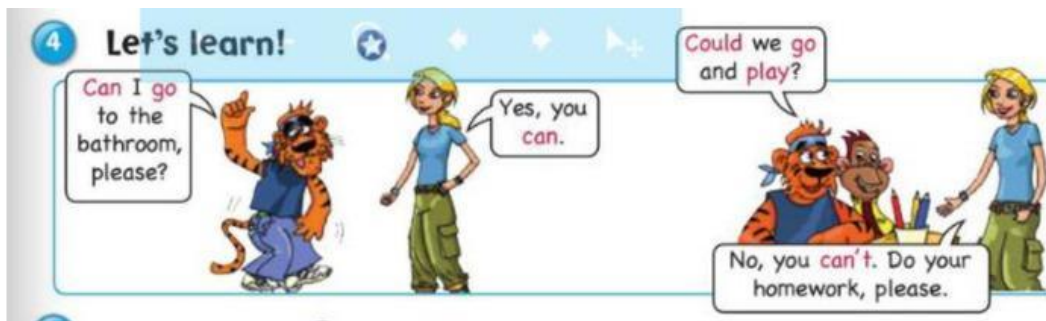 4 Let's learn!
Can I go
to the
bathroom,
please?
Yes, you
can.
Could we go
and play?
No, you can't. Do your
homework, please.